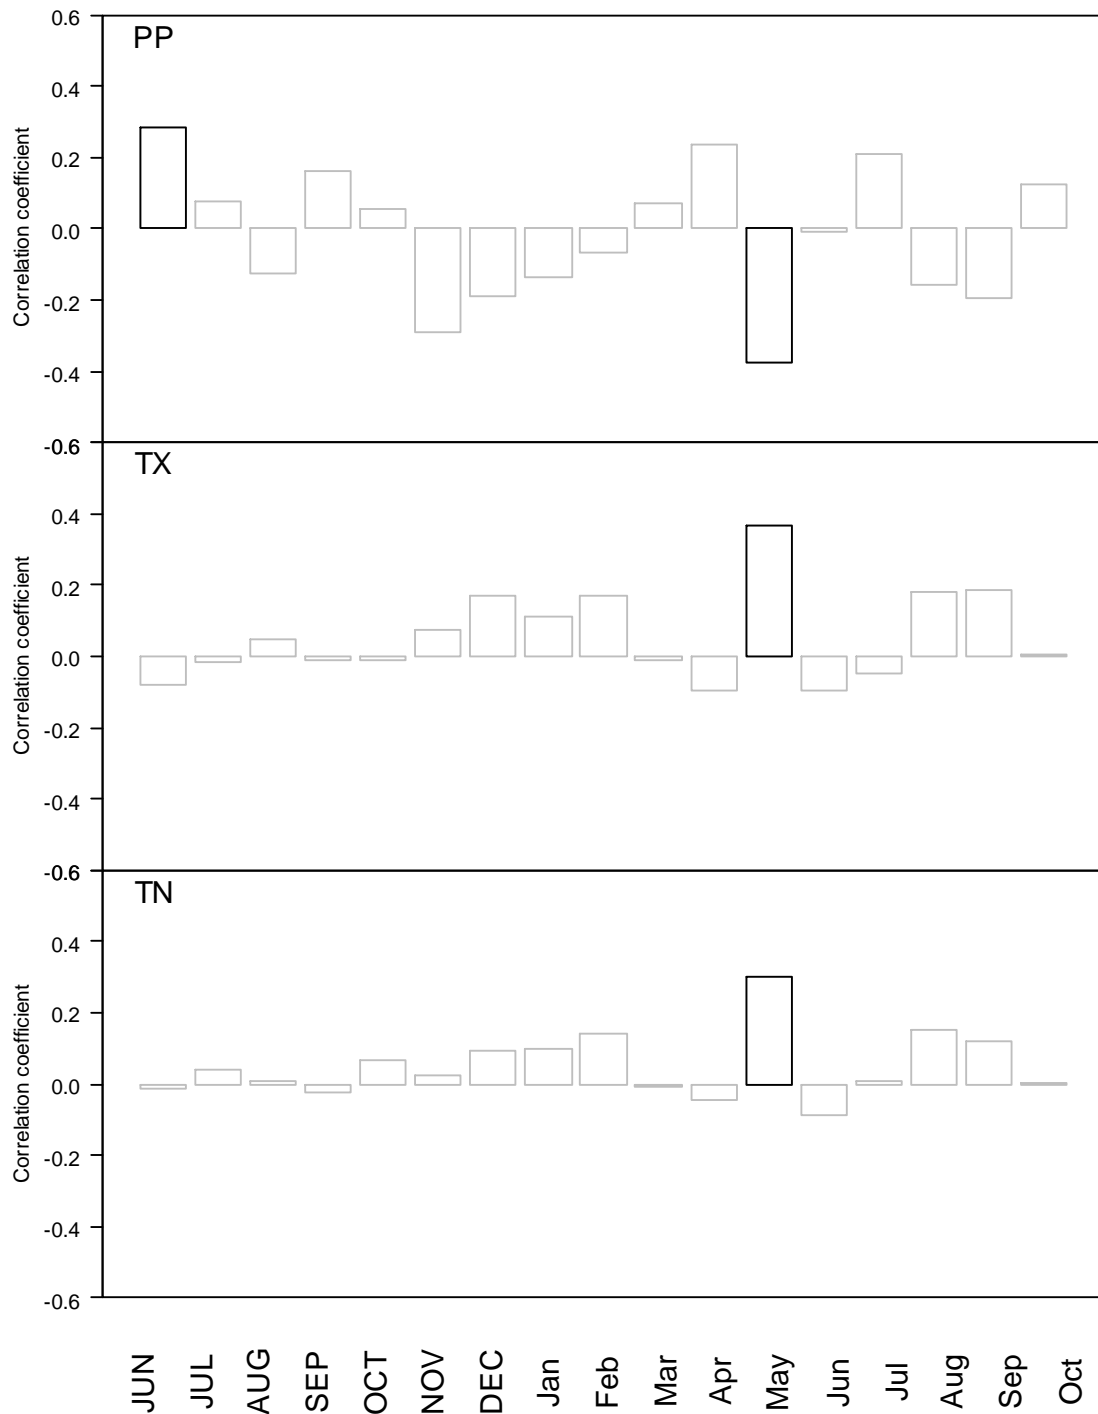 0.6
PP
0.4
0.2
0.0
-0.2
-0.4
-0.6
Correlation coefficient
TX
0.4
0.2
0.0
-0.2
-0.4
-0.6
Correlation coefficient
TN
0.4
0.2
0.0
-0.2
-0.4
-0.6
Correlation coefficient
JUN
JUL
AUG
SEP
OCT
NOV
DEC
Jan
Feb
Mar
Apr
May
Jun
Jul
Aug
Sep
Oct